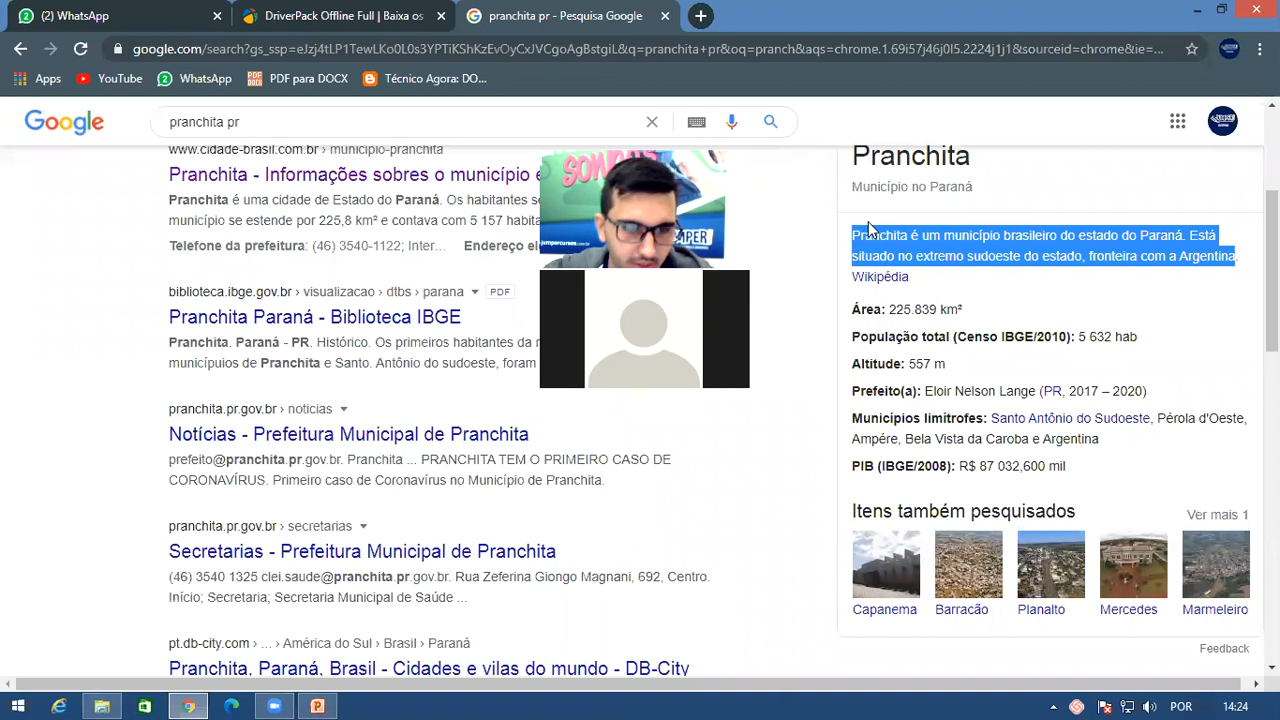 (2) WhatsApp
DriverPack Offline Full | Baixa os
pranchita pr - Pesquisa Google
google.com/search?gs_ssp=eJzj4tLP1TewLKo0L0s3YPTiKShKzEvOyCxJVCgoAgBstgiL&q=pranchita+pr&oq=pranch&aqs=chrome.1.69i57j46j0l5.2224j1j1&sourceid=chrome&ie=...
Apps
YouTube
2 WhatsApp
PDF para DOCX
Técnico Agora: DO...
Google
pranchita pr
www.cidade-brasil.com.br › municipio-pranchita
Pranchita - Informações sobre o município e
Pranchita é uma cidade de Estado do Paraná. Os habitantes
município se estende por 225,8 km² e contava com 5 157 habita
Telefone da prefeitura: (46) 3540-1122; Inter... Endereço el
biblioteca.ibge.gov.br › visualizacao › dtbs › parana PDF
Pranchita Paraná - Biblioteca IBGE
Pranchita. Paraná - PR. Histórico. Os primeiros habitantes da
municípuios de Pranchita e Santo. Antônio do sudoeste, foram
pranchita.pr.gov.br › noticias
Notícias - Prefeitura Municipal de Pranchita
prefeito@pranchita.pr.gov.br. Pranchita ... PRANCHITA TEM O PRIMEIRO CASO DE
CORONAVÍRUS. Primeiro caso de Coronavírus no Município de Pranchita.
pranchita.pr.gov.br › secretarias
Secretarias - Prefeitura Municipal de Pranchita
(46) 3540 1325 clei.saude@pranchita.pr.gov.br. Rua Zeferina Giongo Magnani, 692, Centro.
Início; Secretaria; Secretaria Municipal de Saúde ...
pt.db-city.com › ... › América do Sul › Brasil › Paraná
Pranchita, Paraná, Brasil - Cidades e vilas do mundo - DB-City
Pranchita
Município no Paraná
Pranchita é um município brasileiro do estado do Paraná. Está
situado no extremo sudoeste do estado, fronteira com a Argentina.
Wikipédia
Área: 225.839 km²
População total (Censo IBGE/2010): 5 632 hab
Altitude: 557 m
Prefeito(a): Eloir Nelson Lange (PR, 2017 – 2020)
Municípios limítrofes: Santo Antônio do Sudoeste, Pérola d'Oeste,
Ampére, Bela Vista da Caroba e Argentina
PIB (IBGE/2008): R$ 87 032,600 mil
Itens também pesquisados
Ver mais 1
Capanema
Barracão
Planalto
Mercedes
Marmeleiro
Feedback
POR
14:24